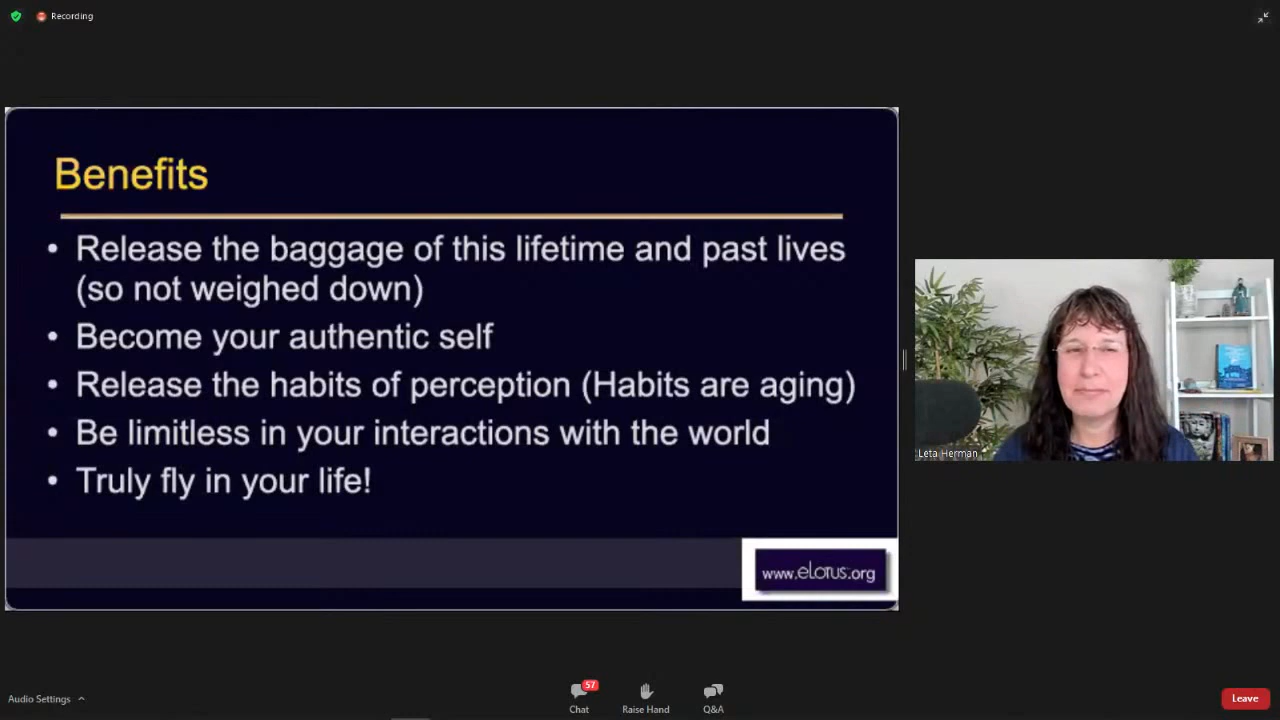 Recording
Benefits
• Release the baggage of this lifetime and past lives
(so not weighed down)
• Become your authentic self
• Release the habits of perception (Habits are aging)
• Be limitless in your interactions with the world
• Truly fly in your life!
www.eLotus.org
Leta Herman
Audio Settings
57
Chat
Raise Hand
Q&A
Leave